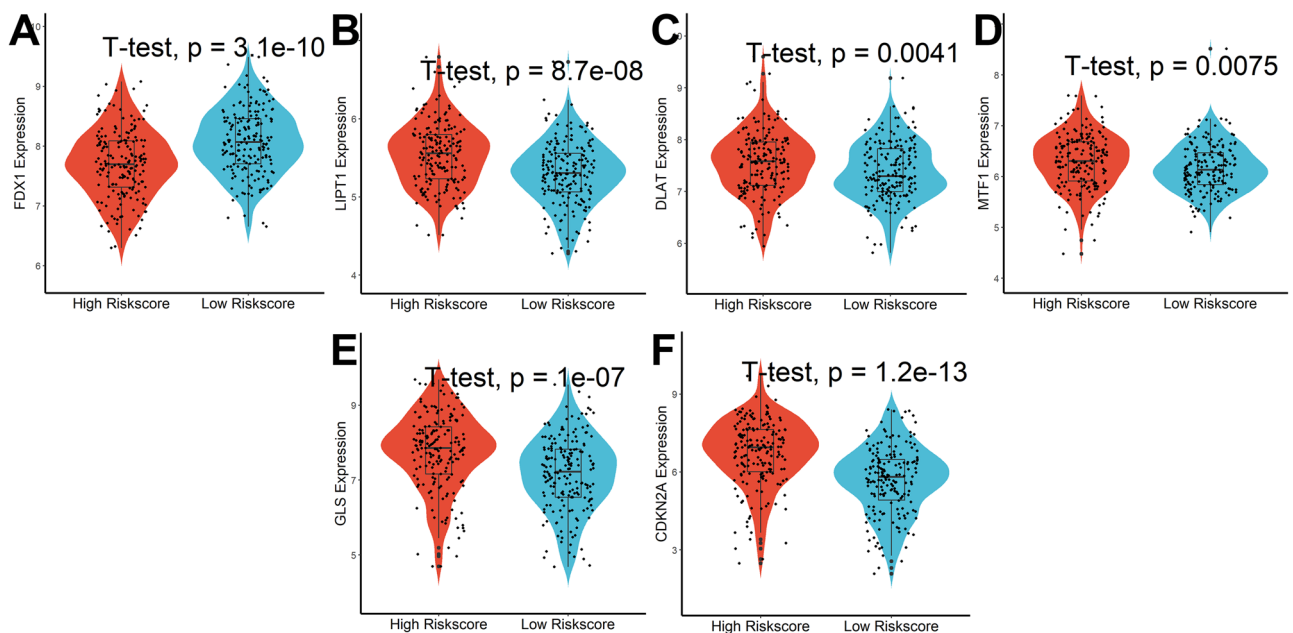 A
T-test, p = 3.1e-10
FDX1 Expression
10
9
8
7
6
High Riskscore
Low Riskscore
B
T-test, p = 8.7e-08
LIPT1 Expression
6
5
4
High Riskscore
Low Riskscore
C
T-test, p = 0.0041
DLAT Expression
10
9
8
7
6
High Riskscore
Low Riskscore
D
T-test, p = 0.0075
MTF1 Expression
8
7
6
5
4
High Riskscore
Low Riskscore
E
T-test, p = .1e-07
GLS Expression
9
7
5
High Riskscore
Low Riskscore
F
T-test, p = 1.2e-13
CDKN2A Expression
9
6
3
High Riskscore
Low Riskscore